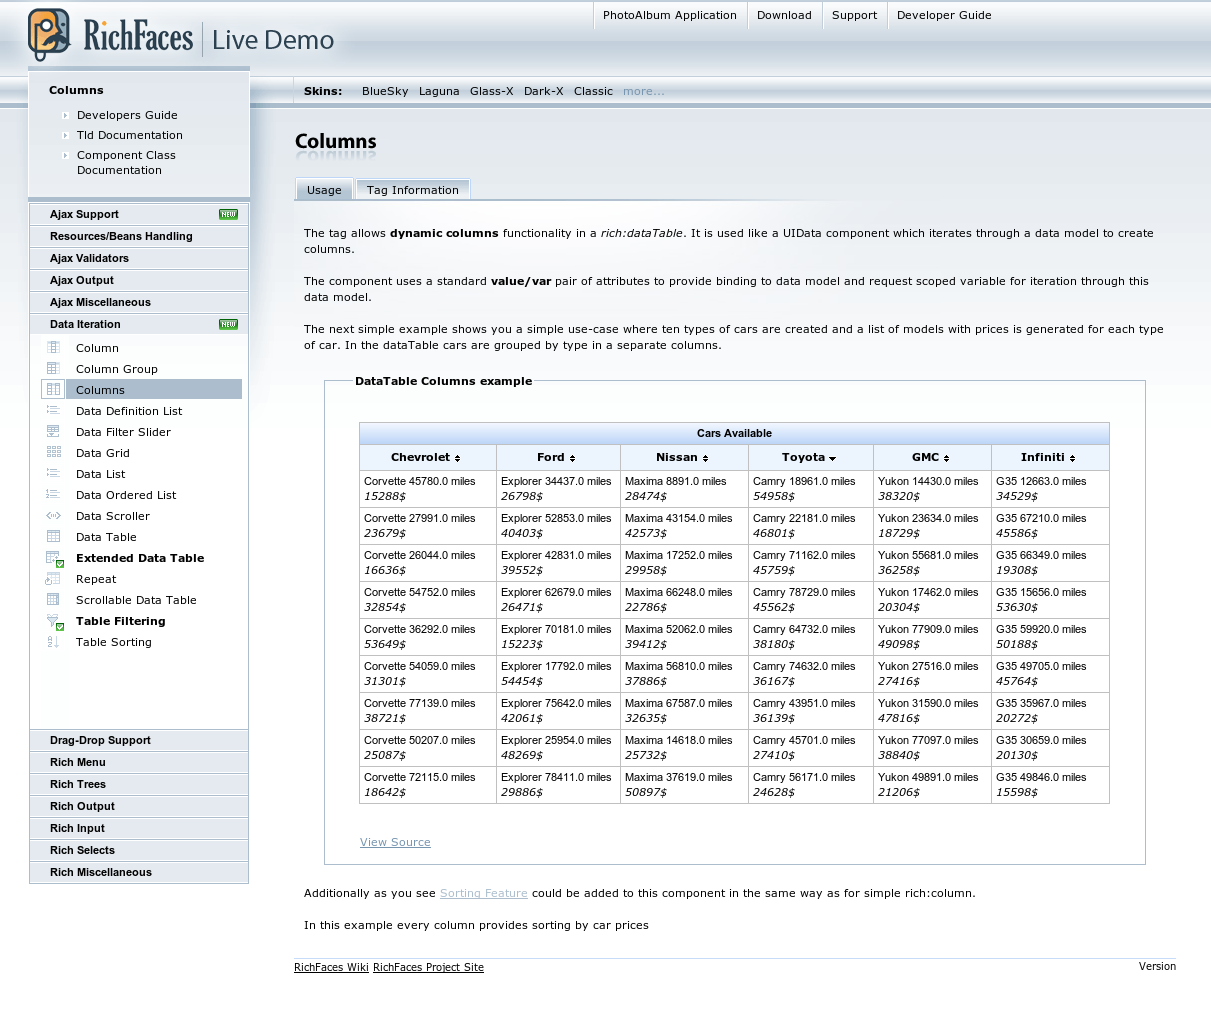 RichFaces Live Demo
PhotoAlbum Application Download Support Developer Guide
Skins: BlueSky Laguna Glass-X Dark-X Classic more...
Columns
Developers Guide
Tld Documentation
Component Class
Documentation
Ajax Support NEW
Resources/Beans Handling
Ajax Validators
Ajax Output
Ajax Miscellaneous
Data Iteration NEW
Column
Column Group
Columns
Data Definition List
Data Filter Slider
Data Grid
Data List
Data Ordered List
Data Scroller
Data Table
Extended Data Table
Repeat
Scrollable Data Table
Table Filtering
Table Sorting
Drag-Drop Support
Rich Menu
Rich Trees
Rich Output
Rich Input
Rich Selects
Rich Miscellaneous
Columns
Usage Tag Information
The tag allows dynamic columns functionality in a rich:dataTable. It is used like a UIData component which iterates through a data model to create
columns.
The component uses a standard value/var pair of attributes to provide binding to data model and request scoped variable for iteration through this
data model.
The next simple example shows you a simple use-case where ten types of cars are created and a list of models with prices is generated for each type
of car. In the dataTable cars are grouped by type in a separate columns.
DataTable Columns example
Cars Available
Chevrolet Ford Nissan Toyota GMC Infiniti
Corvette 45780.0 miles Explorer 34437.0 miles Maxima 8891.0 miles Camry 18961.0 miles Yukon 14430.0 miles G35 12663.0 miles
15288$ 26798$ 28474$ 54958$ 38320$ 34529$
Corvette 27991.0 miles Explorer 52853.0 miles Maxima 43154.0 miles Camry 22181.0 miles Yukon 23634.0 miles G35 67210.0 miles
23679$ 40403$ 42573$ 46801$ 18729$ 45586$
Corvette 26044.0 miles Explorer 42831.0 miles Maxima 17252.0 miles Camry 71162.0 miles Yukon 55681.0 miles G35 66349.0 miles
16636$ 39552$ 29958$ 45759$ 36258$ 19308$
Corvette 54752.0 miles Explorer 62679.0 miles Maxima 66248.0 miles Camry 78729.0 miles Yukon 17462.0 miles G35 15656.0 miles
32854$ 26471$ 22786$ 45562$ 20304$ 53630$
Corvette 36292.0 miles Explorer 70181.0 miles Maxima 52062.0 miles Camry 64732.0 miles Yukon 77909.0 miles G35 59920.0 miles
53649$ 15223$ 39412$ 38180$ 49098$ 50188$
Corvette 54059.0 miles Explorer 17792.0 miles Maxima 56810.0 miles Camry 74632.0 miles Yukon 27516.0 miles G35 49705.0 miles
31301$ 54454$ 37886$ 36167$ 27416$ 45764$
Corvette 77139.0 miles Explorer 75642.0 miles Maxima 67587.0 miles Camry 43951.0 miles Yukon 31590.0 miles G35 35967.0 miles
38721$ 42061$ 32635$ 36139$ 47816$ 20272$
Corvette 50207.0 miles Explorer 25954.0 miles Maxima 14618.0 miles Camry 45701.0 miles Yukon 77097.0 miles G35 30659.0 miles
25087$ 48269$ 25732$ 27410$ 38840$ 20130$
Corvette 72115.0 miles Explorer 78411.0 miles Maxima 37619.0 miles Camry 56171.0 miles Yukon 49891.0 miles G35 49846.0 miles
18642$ 29886$ 50897$ 24628$ 21206$ 15598$
View Source
Additionally as you see Sorting Feature could be added to this component in the same way as for simple rich:column.
In this example every column provides sorting by car prices
RichFaces Wiki RichFaces Project Site Version